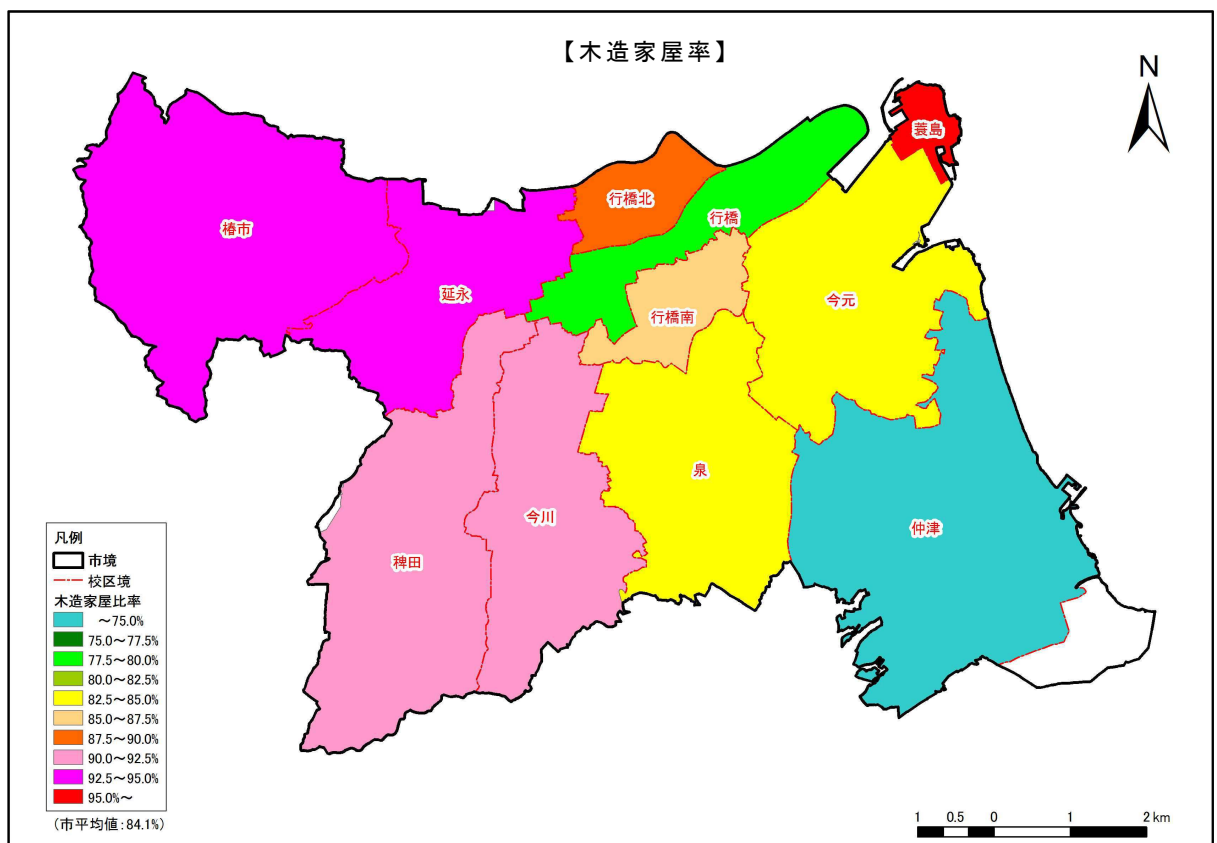 【木造家屋率】
N
蓑島
行橋北
行橋
椿市
延永
今元
行橋南
泉
今川
仲津
稗田
凡例
市境
校区境
木造家屋比率
～75.0%
75.0～77.5%
77.5～80.0%
80.0～82.5%
82.5～85.0%
85.0～87.5%
87.5～90.0%
90.0～92.5%
92.5～95.0%
95.0%～
(市平均値:84.1%)
1 0.5 0 1 2 km